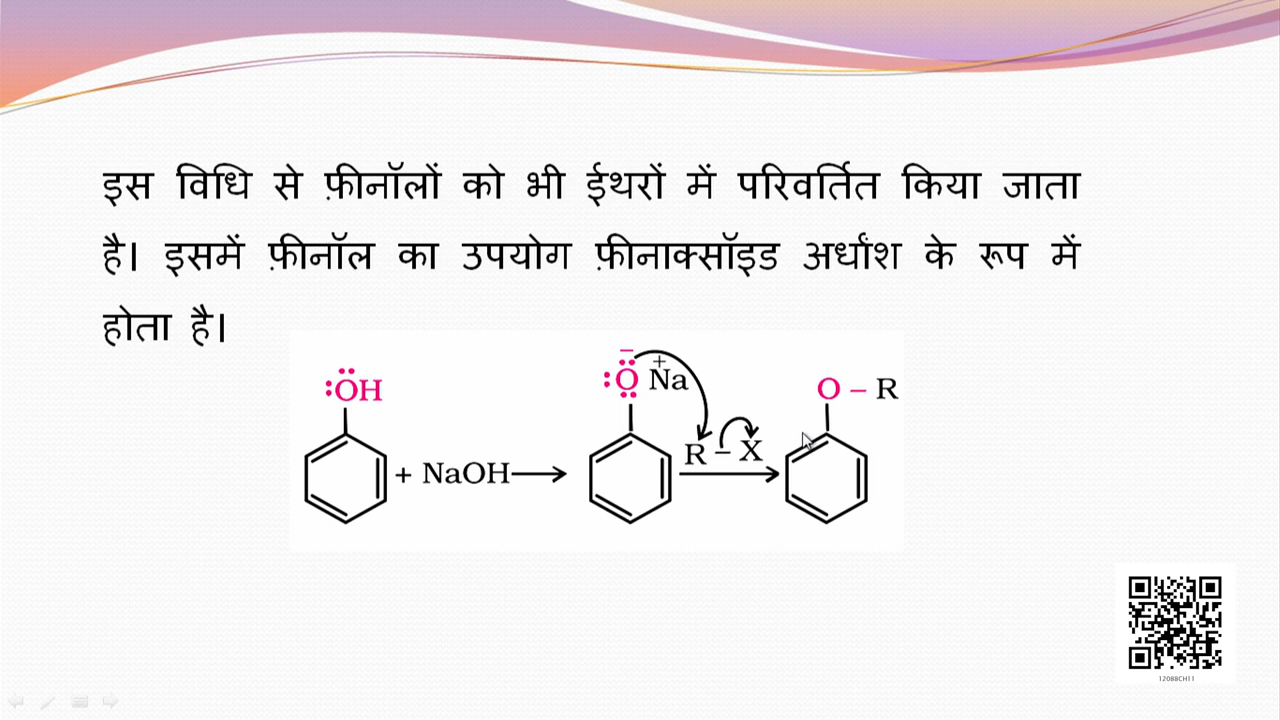 इस विधि से फ़ीनॉलों को भी ईथरों में परिवर्तित किया जाता
है। इसमें फ़ीनॉल का उपयोग फ़ीनाक्सॉइड अर्धांश के रूप में
होता है।
:ÖH
+ NaOH⟶
:Ö:⁻ Na⁺
R – X
O – R
12088CH11